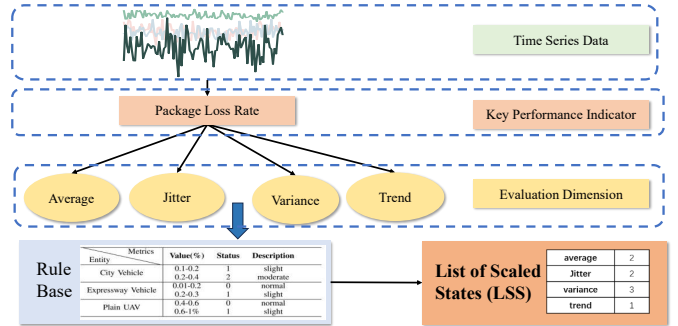 Time Series Data
Package Loss Rate
Key Performance Indicator
Average
Jitter
Variance
Trend
Evaluation Dimension
Rule
Base
Metrics
Entity
Value(%) Status Description
City Vehicle
0.1-0.2 1 slight
0.2-0.4 2 moderate
Expressway Vehicle
0.01-0.2 0 normal
0.2-0.3 1 slight
Plain UAV
0.4-0.6 0 normal
0.6-1% 1 slight
List of Scaled
States (LSS)
average 2
Jitter 2
variance 3
trend 1